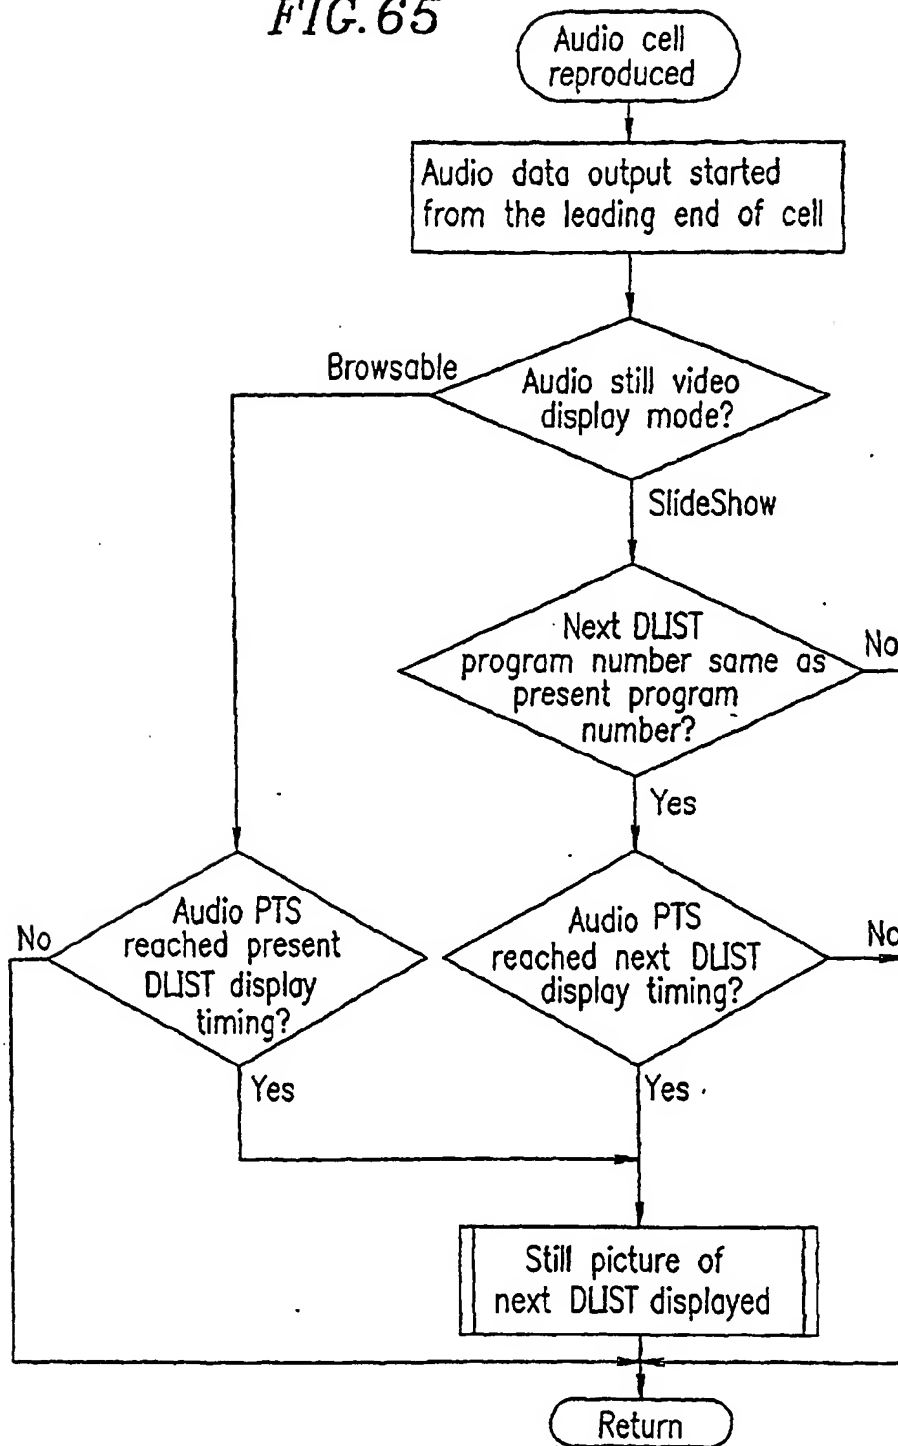 FIG. 65
Audio cell
reproduced
Audio data output started
from the leading end of cell
Browsable
Audio still video
display mode?
SlideShow
Next DLIST
program number same as
present program
number?
No
Yes
Audio PTS
reached present
DLIST display
timing?
No
Audio PTS
reached next DLIST
display timing?
No
Yes
Yes
Still picture of
next DLIST displayed
Return